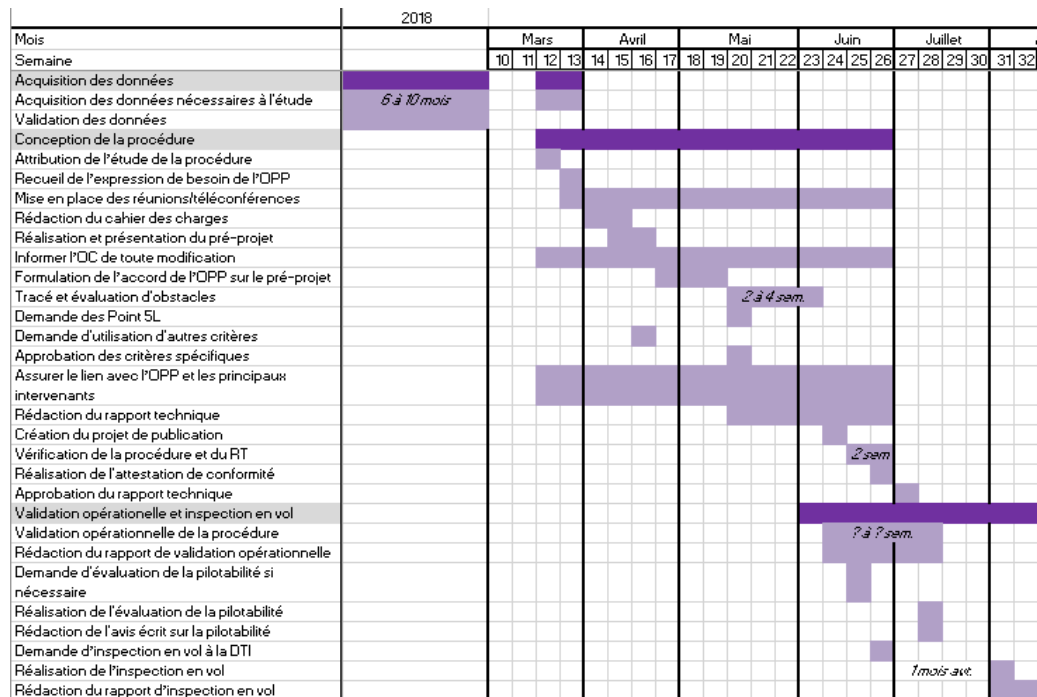 2018
Mois Mars Avril Mai Juin Juillet
Semaine 10 11 12 13 14 15 16 17 18 19 20 21 22 23 24 25 26 27 28 29 30 31 32
Acquisition des données
Acquisition des données nécessaires à l'étude 6 à 10 mois
Validation des données
Conception de la procédure
Attribution de l'étude de la procédure
Recueil de l'expression de besoin de l'OPP
Mise en place des réunions/téléconférences
Rédaction du cahier des charges
Réalisation et présentation du pré-projet
Informer l'OC de toute modification
Formulation de l'accord de l'OPP sur le pré-projet
Tracé et évaluation d'obstacles 2 à 4 sem.
Demande des Point 5L
Demande d'utilisation d'autres critères
Approbation des critères spécifiques
Assurer le lien avec l'OPP et les principaux
intervenants
Rédaction du rapport technique
Création du projet de publication
Vérification de la procédure et du RT 2 sem
Réalisation de l'attestation de conformité
Approbation du rapport technique
Validation opérationelle et inspection en vol
Validation opérationnelle de la procédure ? à ? sem.
Rédaction du rapport de validation opérationnelle
Demande d'évaluation de la pilotabilité si
nécessaire
Réalisation de l'évaluation de la pilotabilité
Rédaction de l'avis écrit sur la pilotabilité
Demande d'inspection en vol à la DTI
Réalisation de l'inspection en vol 1 mois avt.
Rédaction du rapport d'inspection en vol